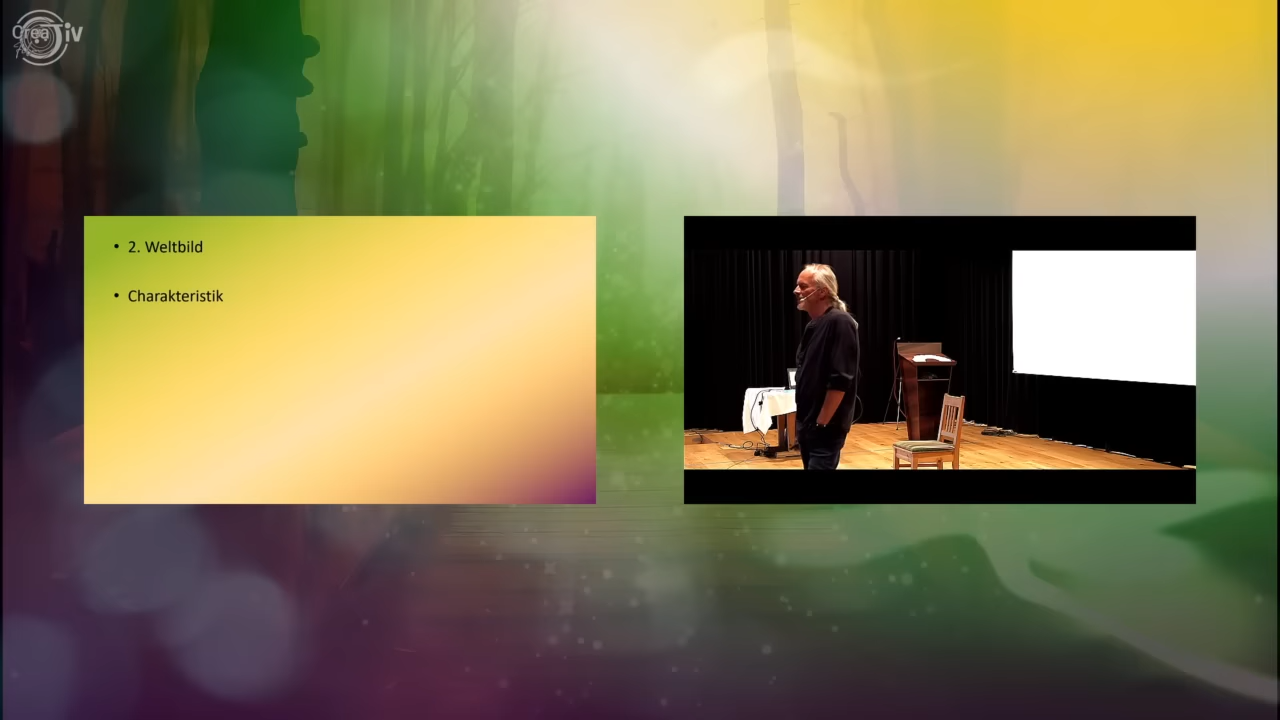 • 2. Weltbild
• Charakteristik